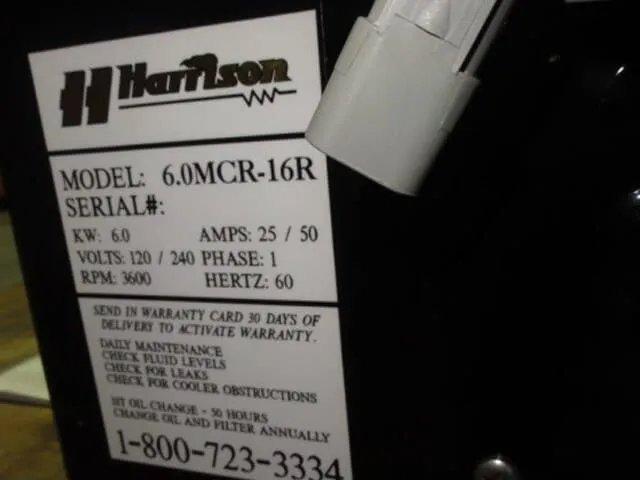 H Harrison
MODEL: 6.0MCR-16R
SERIAL#:
KW: 6.0 AMPS: 25 / 50
VOLTS: 120 / 240 PHASE: 1
RPM: 3600 HERTZ: 60
SEND IN WARRANTY CARD 30 DAYS OF
DELIVERY TO ACTIVATE WARRANTY.
DAILY MAINTENANCE
CHECK FLUID LEVELS
CHECK FOR LEAKS
CHECK FOR COOLER OBSTRUCTIONS
1ST OIL CHANGE - 50 HOURS
CHANGE OIL AND FILTER ANNUALLY
1-800-723-3334